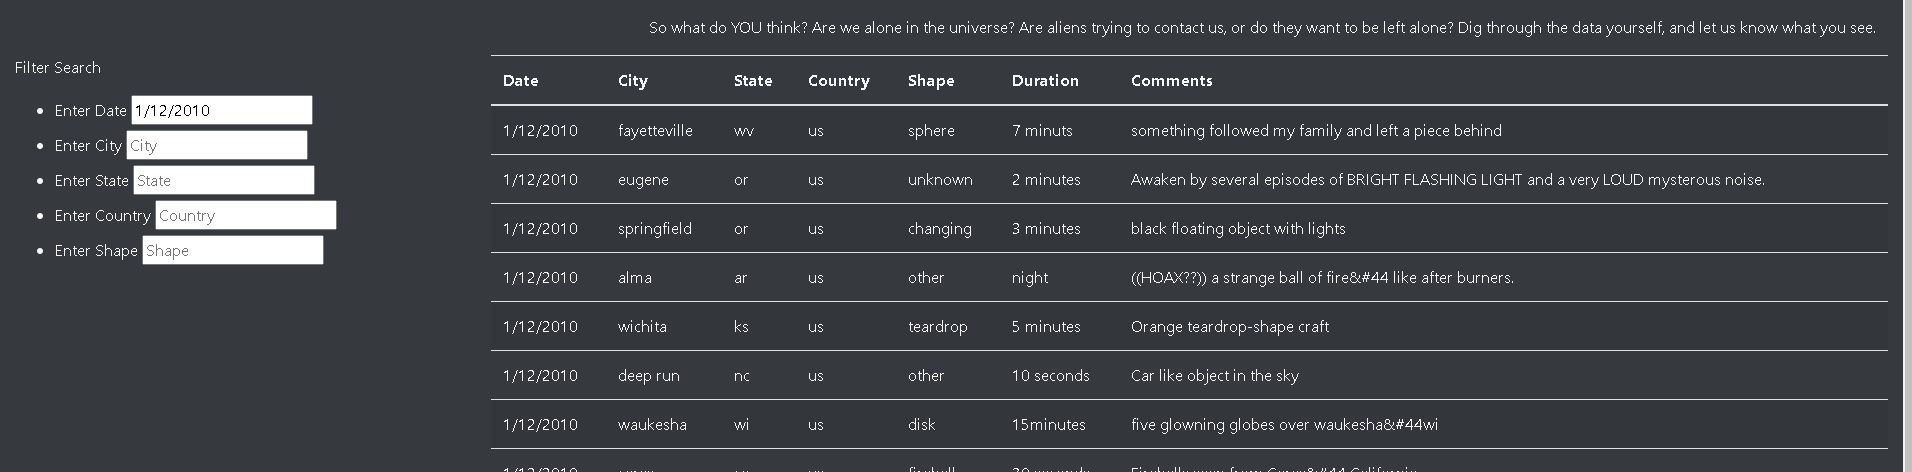 So what do YOU think? Are we alone in the universe? Are aliens trying to contact us, or do they want to be left alone? Dig through the data yourself, and let us know what you see.
Filter Search
Enter Date 1/12/2010
Enter City City
Enter State State
Enter Country Country
Enter Shape Shape
Date City State Country Shape Duration Comments
1/12/2010 fayetteville wv us sphere 7 minuts something followed my family and left a piece behind
1/12/2010 eugene or us unknown 2 minutes Awaken by several episodes of BRIGHT FLASHING LIGHT and a very LOUD mysterous noise.
1/12/2010 springfield or us changing 3 minutes black floating object with lights
1/12/2010 alma ar us other night ((HOAX??)) a strange ball of fire&#44 like after burners.
1/12/2010 wichita ks us teardrop 5 minutes Orange teardrop-shape craft
1/12/2010 deep run nc us other 10 seconds Car like object in the sky
1/12/2010 waukesha wi us disk 15minutes five glowning globes over waukesha&#44wi
1/12/2010 us fireball 30 seconds